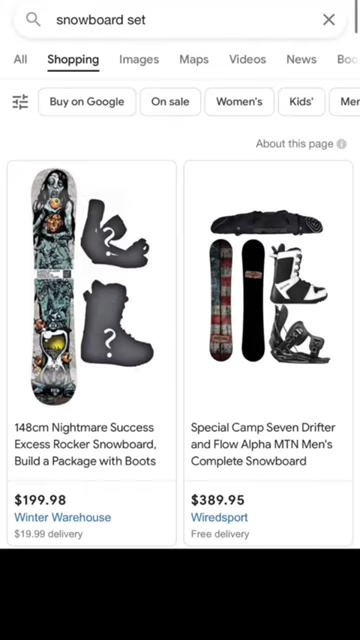 snowboard set
All Shopping Images Maps Videos News Boo
Buy on Google On sale Women's Kids' Mer
About this page
148cm Nightmare Success
Excess Rocker Snowboard,
Build a Package with Boots
$199.98
Winter Warehouse
$19.99 delivery
Special Camp Seven Drifter
and Flow Alpha MTN Men's
Complete Snowboard
$389.95
Wiredsport
Free delivery